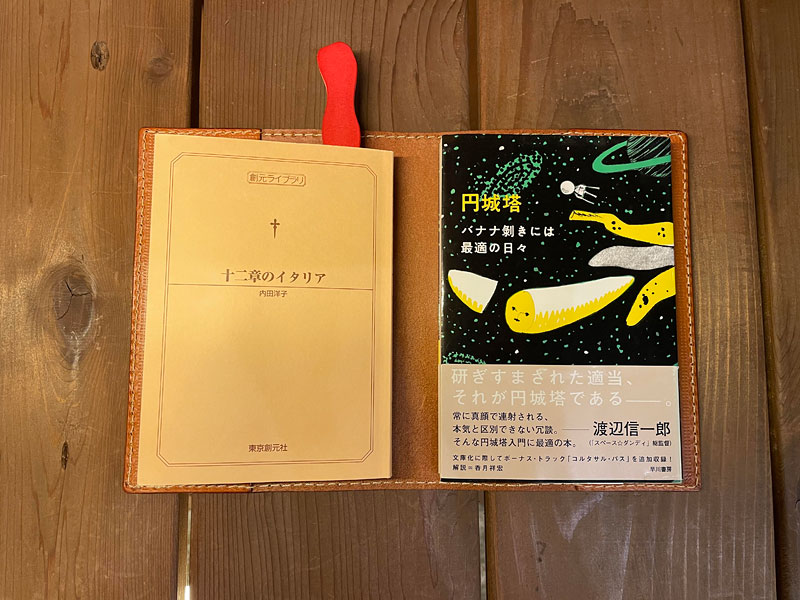 創元ライブラリ
十二章のイタリア
内田洋子
東京創元社
円城塔
バナナ剝きには
最適の日々
研ぎすまされた適当、
それが円城塔である――。
常に真顔で連射される、
本気と区別できない冗談。――渡辺信一郎
そんな円城塔入門に最適の本。(「スペース☆ダンディ」総監督)
文庫化に際してボーナス・トラック「コルタサル・パス」を追加収録!
解説=香月祥宏
早川書房